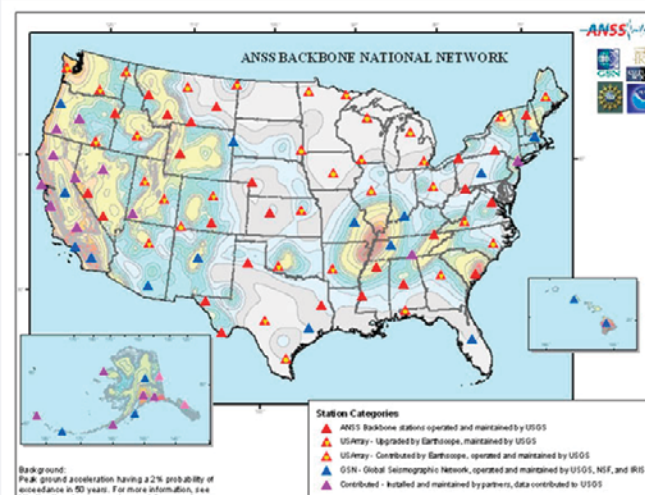 ANSS
ANSS BACKBONE NATIONAL NETWORK
GSN
Station Categories
ANSS Backbone stations operated and maintained by USGS
USArray - Upgraded by Earthscope, maintained by USGS
USArray - Contributed by Earthscope, operated and maintained by USGS
GSN - Global Seismographic Network, operated and maintained by USGS, NSF, and IRIS
Contributed - Installed and maintained by partners, data contributed to USGS
Background:
Peak ground acceleration having a 2% probability of
exceedance in 50 years. For more information, see